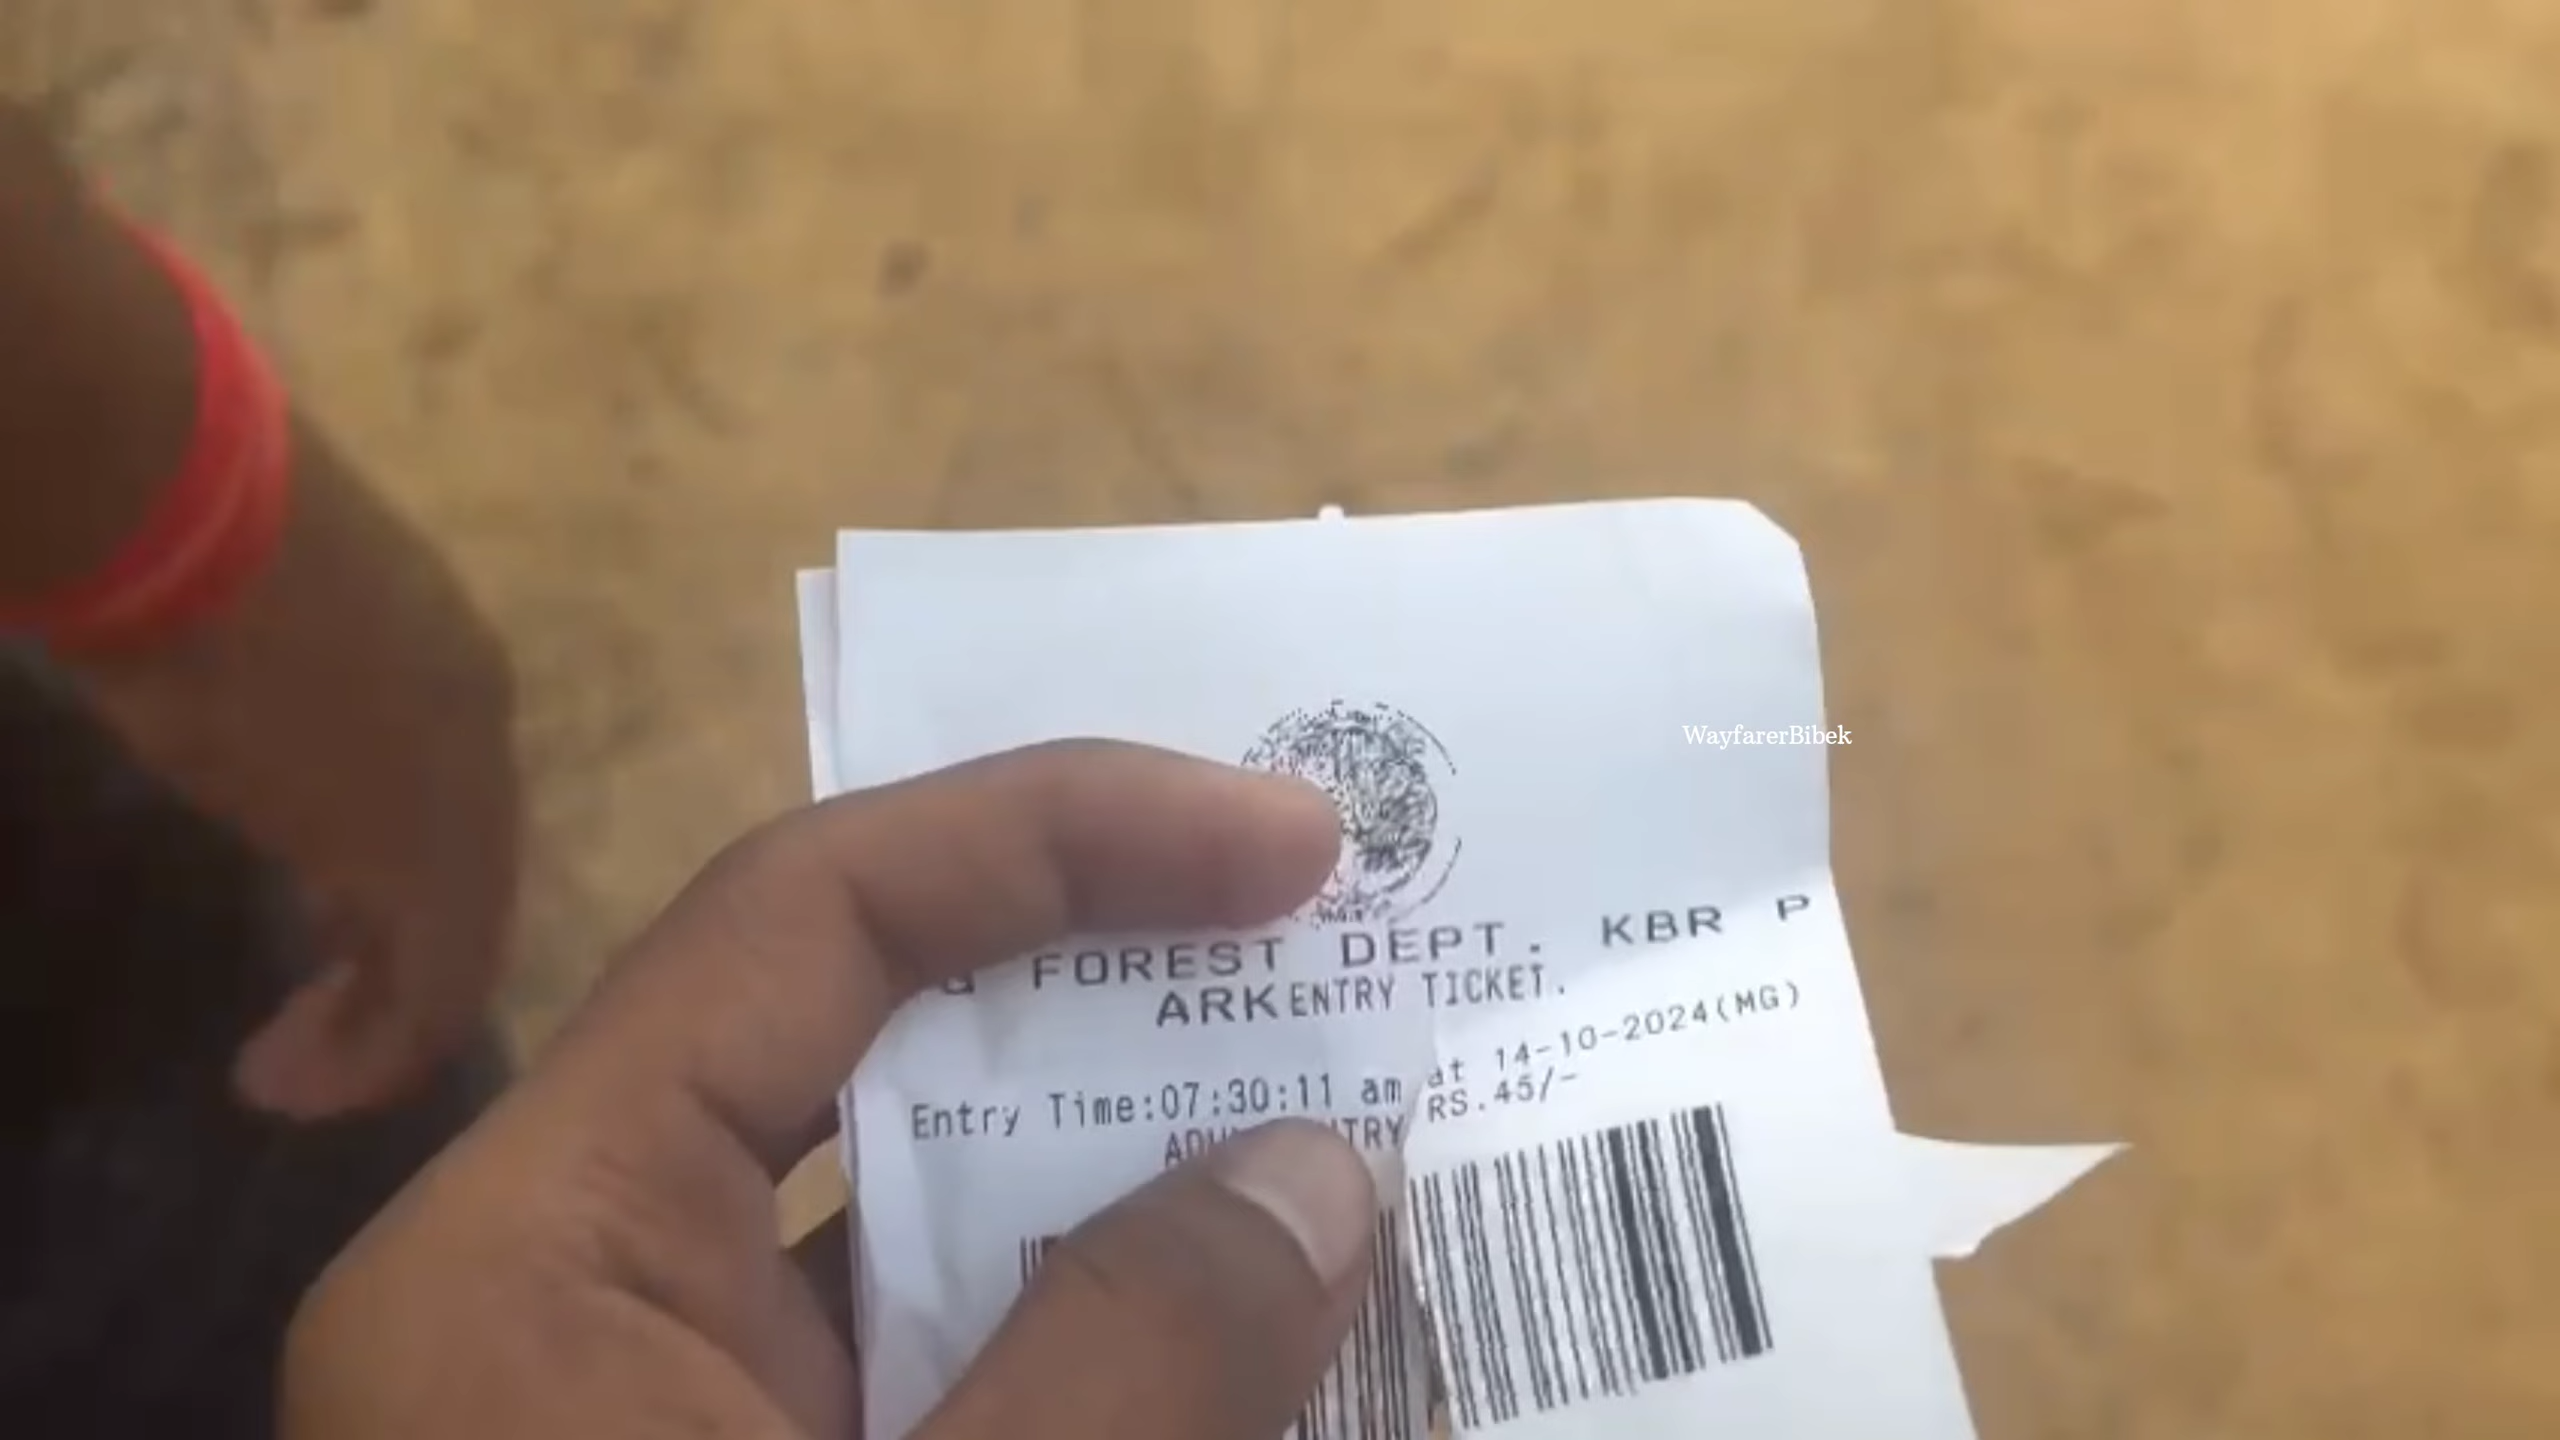 FOREST DEPT. KBR P
ARKENTRY TICKET.
Entry Time:07:30:11 am at 14-10-2024(MG)
RS.45/-
WayfarerBibek